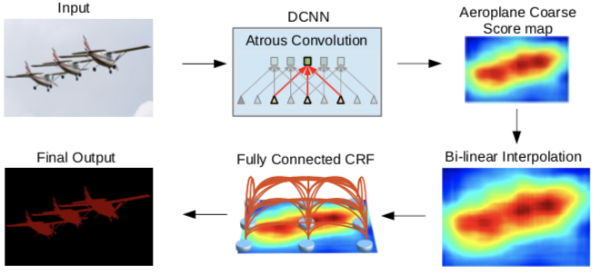 Input
DCNN
Atrous Convolution
Aeroplane Coarse
Score map
Bi-linear Interpolation
Fully Connected CRF
Final Output